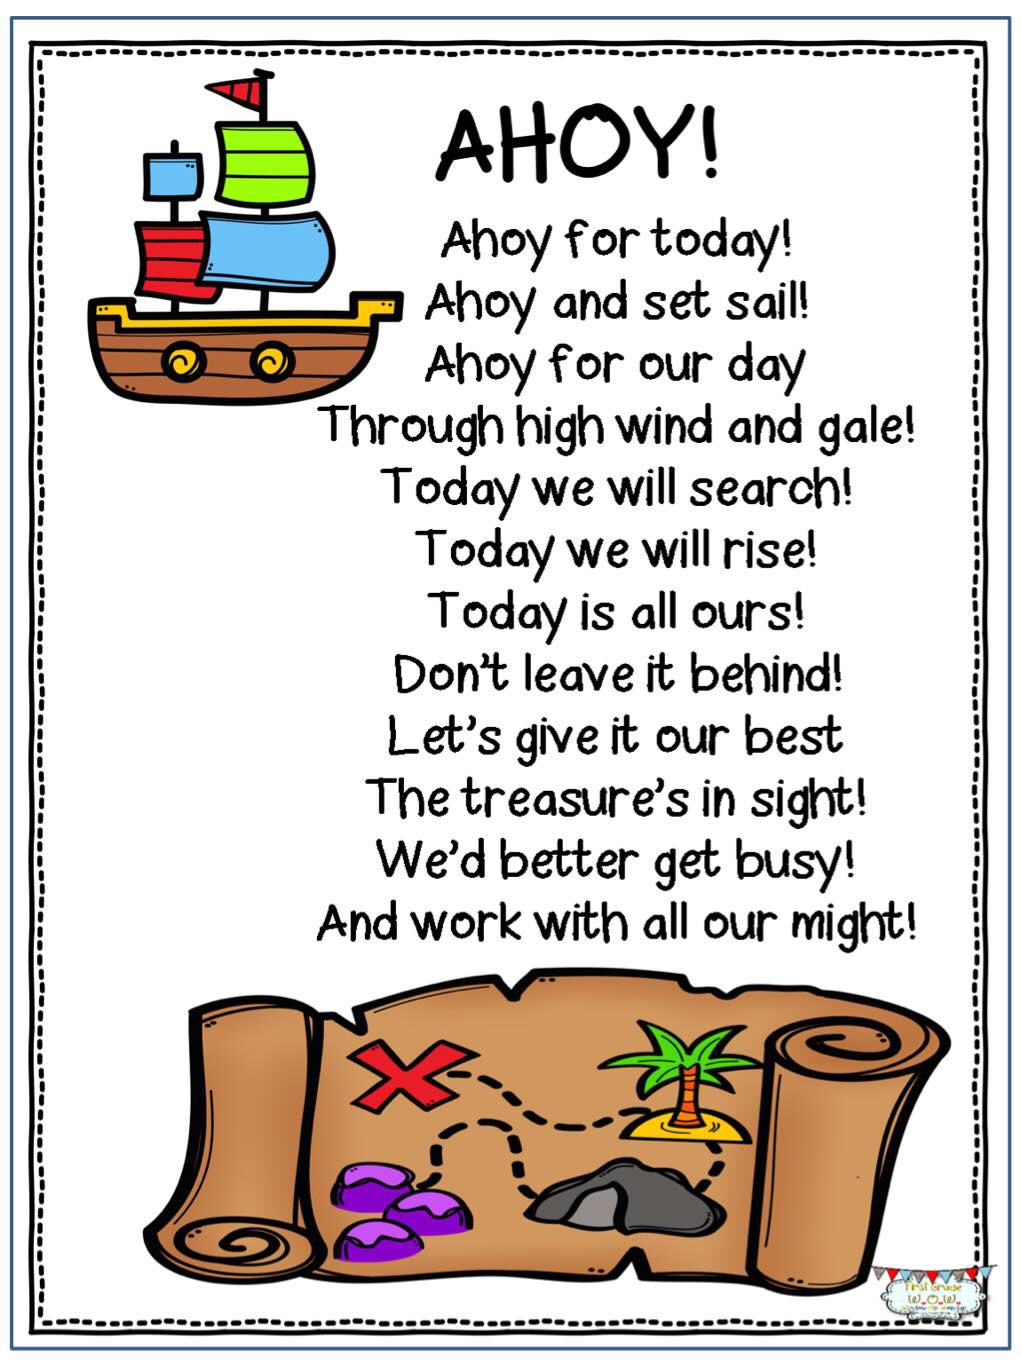 AHOY!
Ahoy for today!
Ahoy and set sail!
Ahoy for our day
Through high wind and gale!
Today we will search!
Today we will rise!
Today is all ours!
Don't leave it behind!
Let's give it our best
The treasure's in sight!
We'd better get busy!
And work with all our might!
First Grade
W.O.W.